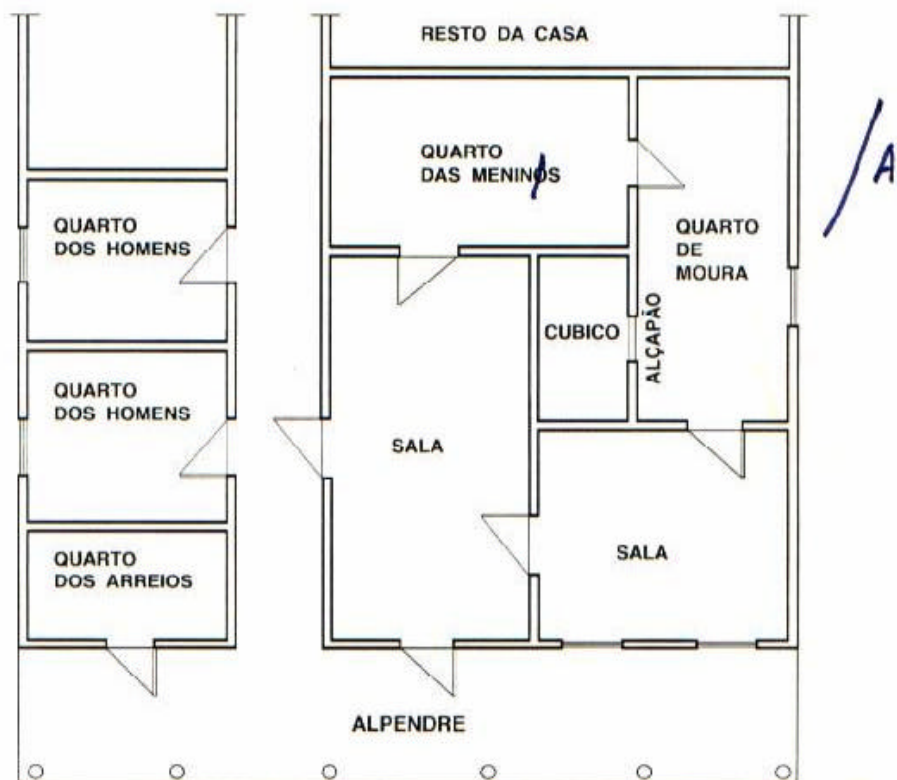 RESTO DA CASA
QUARTO
DAS MENINOS
A
QUARTO
DOS HOMENS
QUARTO
DE
MOURA
CUBICO
ALÇAPÃO
QUARTO
DOS HOMENS
SALA
SALA
QUARTO
DOS ARREIOS
ALPENDRE